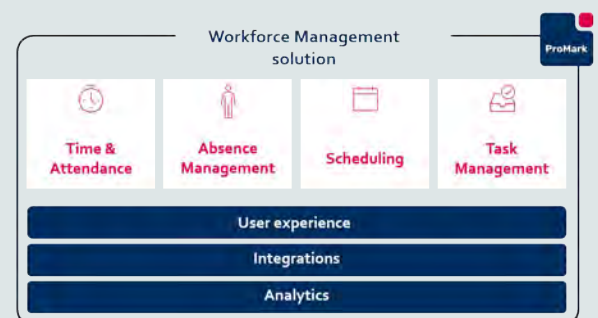 Workforce Management
solution
ProMark
Time &
Attendance
Absence
Management
Scheduling
Task
Management
User experience
Integrations
Analytics